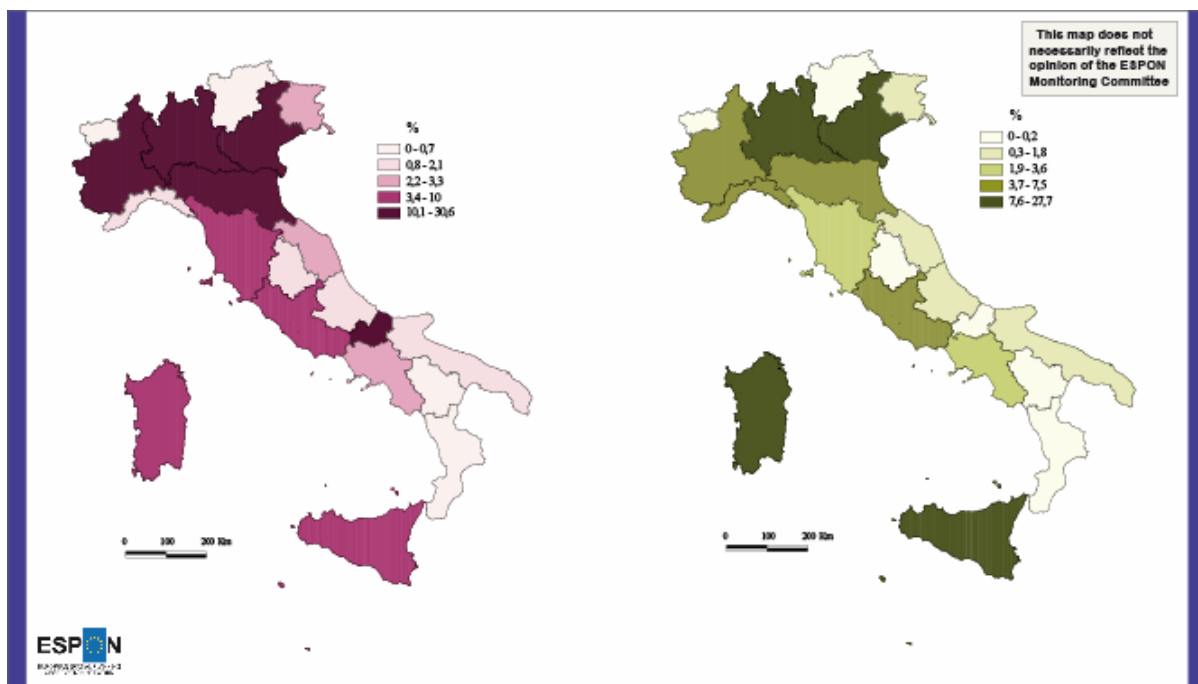 This map does not
necessarily reflect the
opinion of the ESPON
Monitoring Committee
%
0 - 0,7
0,8 - 2,1
2,2 - 3,3
3,4 - 10
10,1 - 30,6
%
0 - 0,2
0,3 - 1,8
1,9 - 3,6
3,7 - 7,5
7,6 - 27,7
0 100 200 Km
0 100 200 Km
ESPON